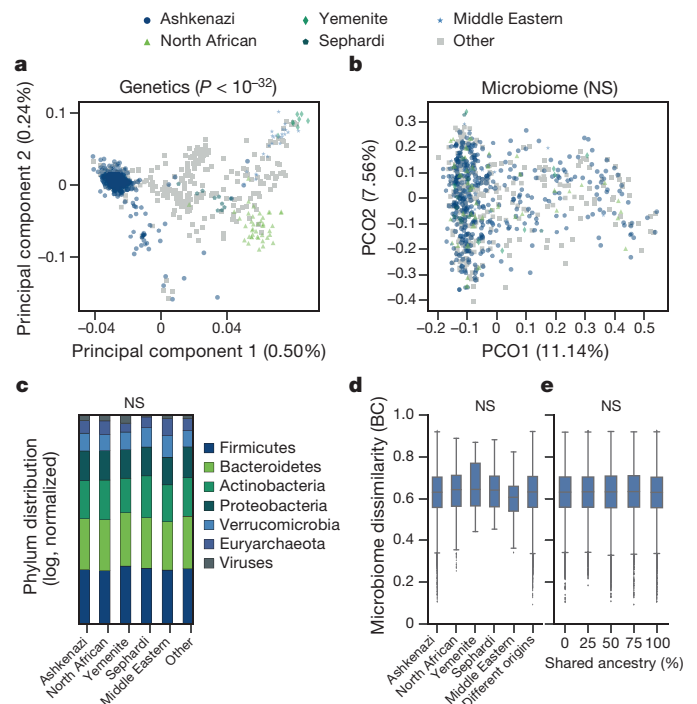 Ashkenazi Yemenite Middle Eastern
North African Sephardi Other
a
Genetics (P < 10–32)
Principal component 2 (0.24%)
0.1
0
–0.1
–0.04 0 0.04
Principal component 1 (0.50%)
b
Microbiome (NS)
PCO2 (7.56%)
0.3
0.2
0.1
0
–0.1
–0.2
–0.3
–0.4
–0.2 –0.1 0 0.1 0.2 0.3 0.4 0.5
PCO1 (11.14%)
c
NS
Phylum distribution
(log, normalized)
Ashkenazi
North African
Yemenite
Sephardi
Middle Eastern
Other
Firmicutes
Bacteroidetes
Actinobacteria
Proteobacteria
Verrucomicrobia
Euryarchaeota
Viruses
d
NS
Microbiome dissimilarity (BC)
1.0
0.8
0.6
0.4
0.2
0
Ashkenazi
North African
Yemenite
Sephardi
Middle Eastern
Different origins
e
NS
0 25 50 75 100
Shared ancestry (%)